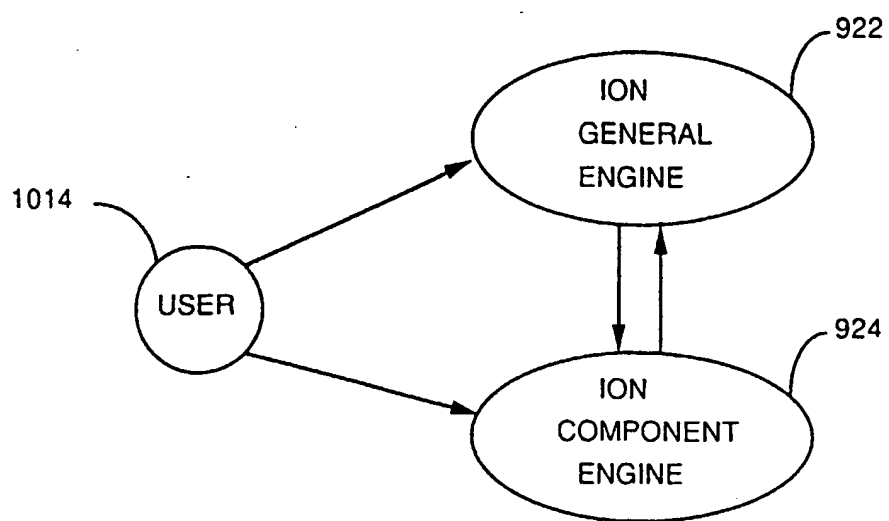 922
ION
GENERAL
ENGINE
1014
USER
924
ION
COMPONENT
ENGINE